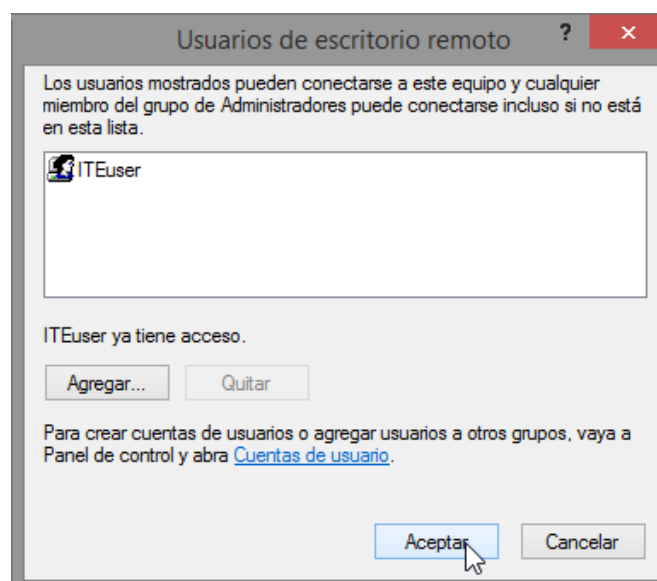 Usuarios de escritorio remoto
Los usuarios mostrados pueden conectarse a este equipo y cualquier
miembro del grupo de Administradores puede conectarse incluso si no está
en esta lista.
ITEuser
ITEuser ya tiene acceso.
Agregar... Quitar
Para crear cuentas de usuarios o agregar usuarios a otros grupos, vaya a
Panel de control y abra Cuentas de usuario.
Aceptar Cancelar